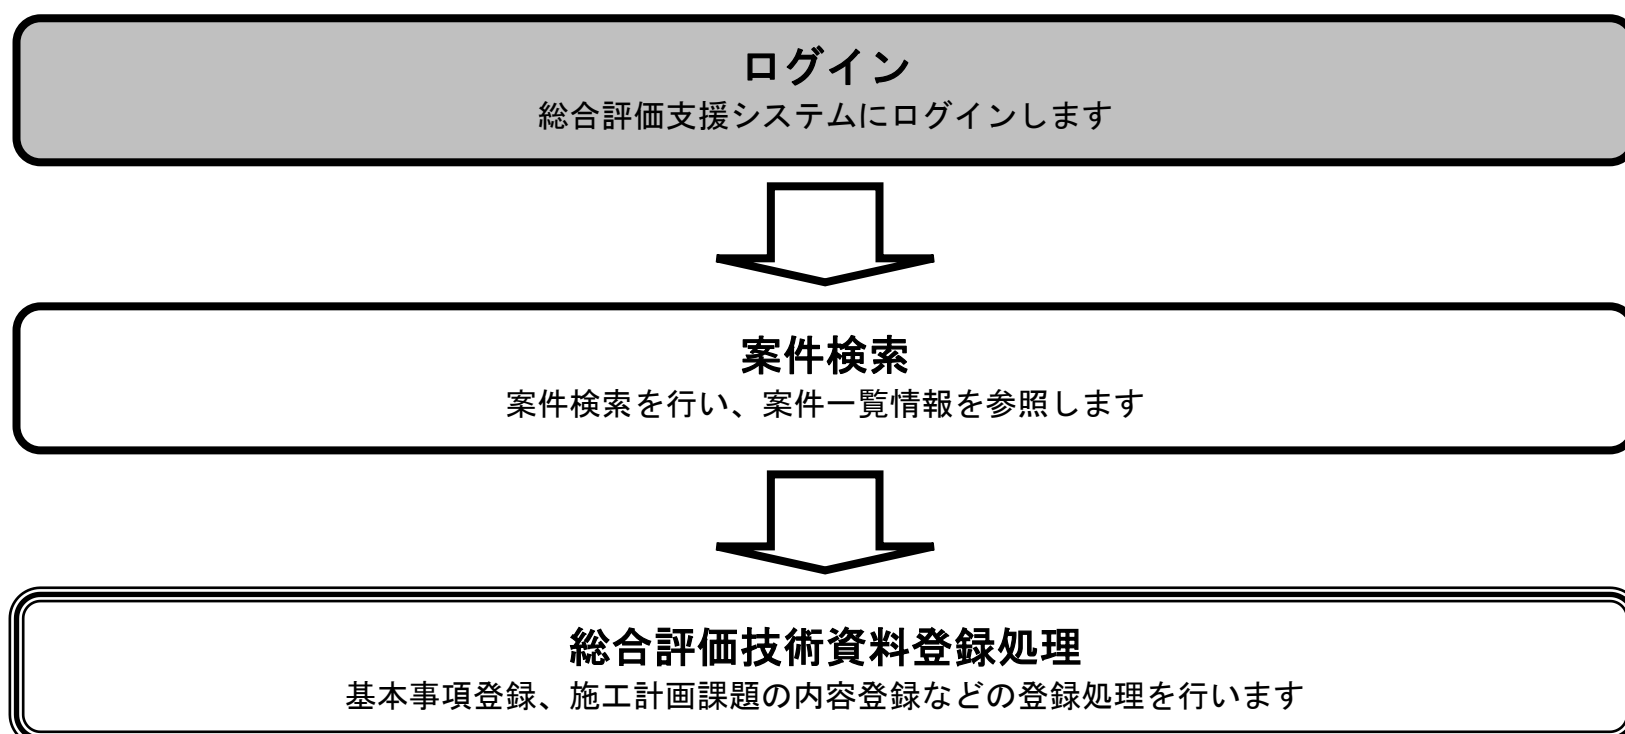 ログイン
総合評価支援システムにログインします
案件検索
案件検索を行い、案件一覧情報を参照します
総合評価技術資料登録処理
基本事項登録、施工計画課題の内容登録などの登録処理を行います